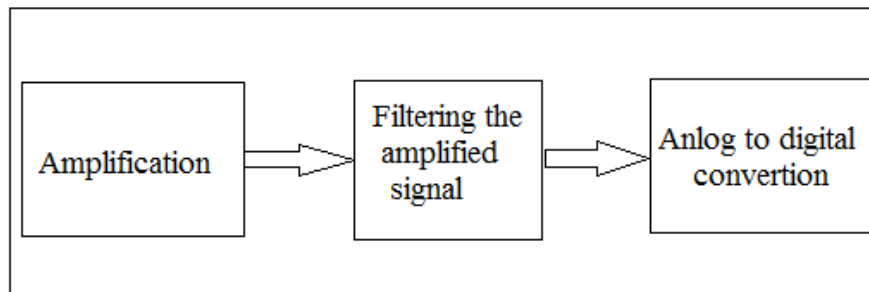 Amplification
Filtering the
amplified
signal
Anlog to digital
convertion